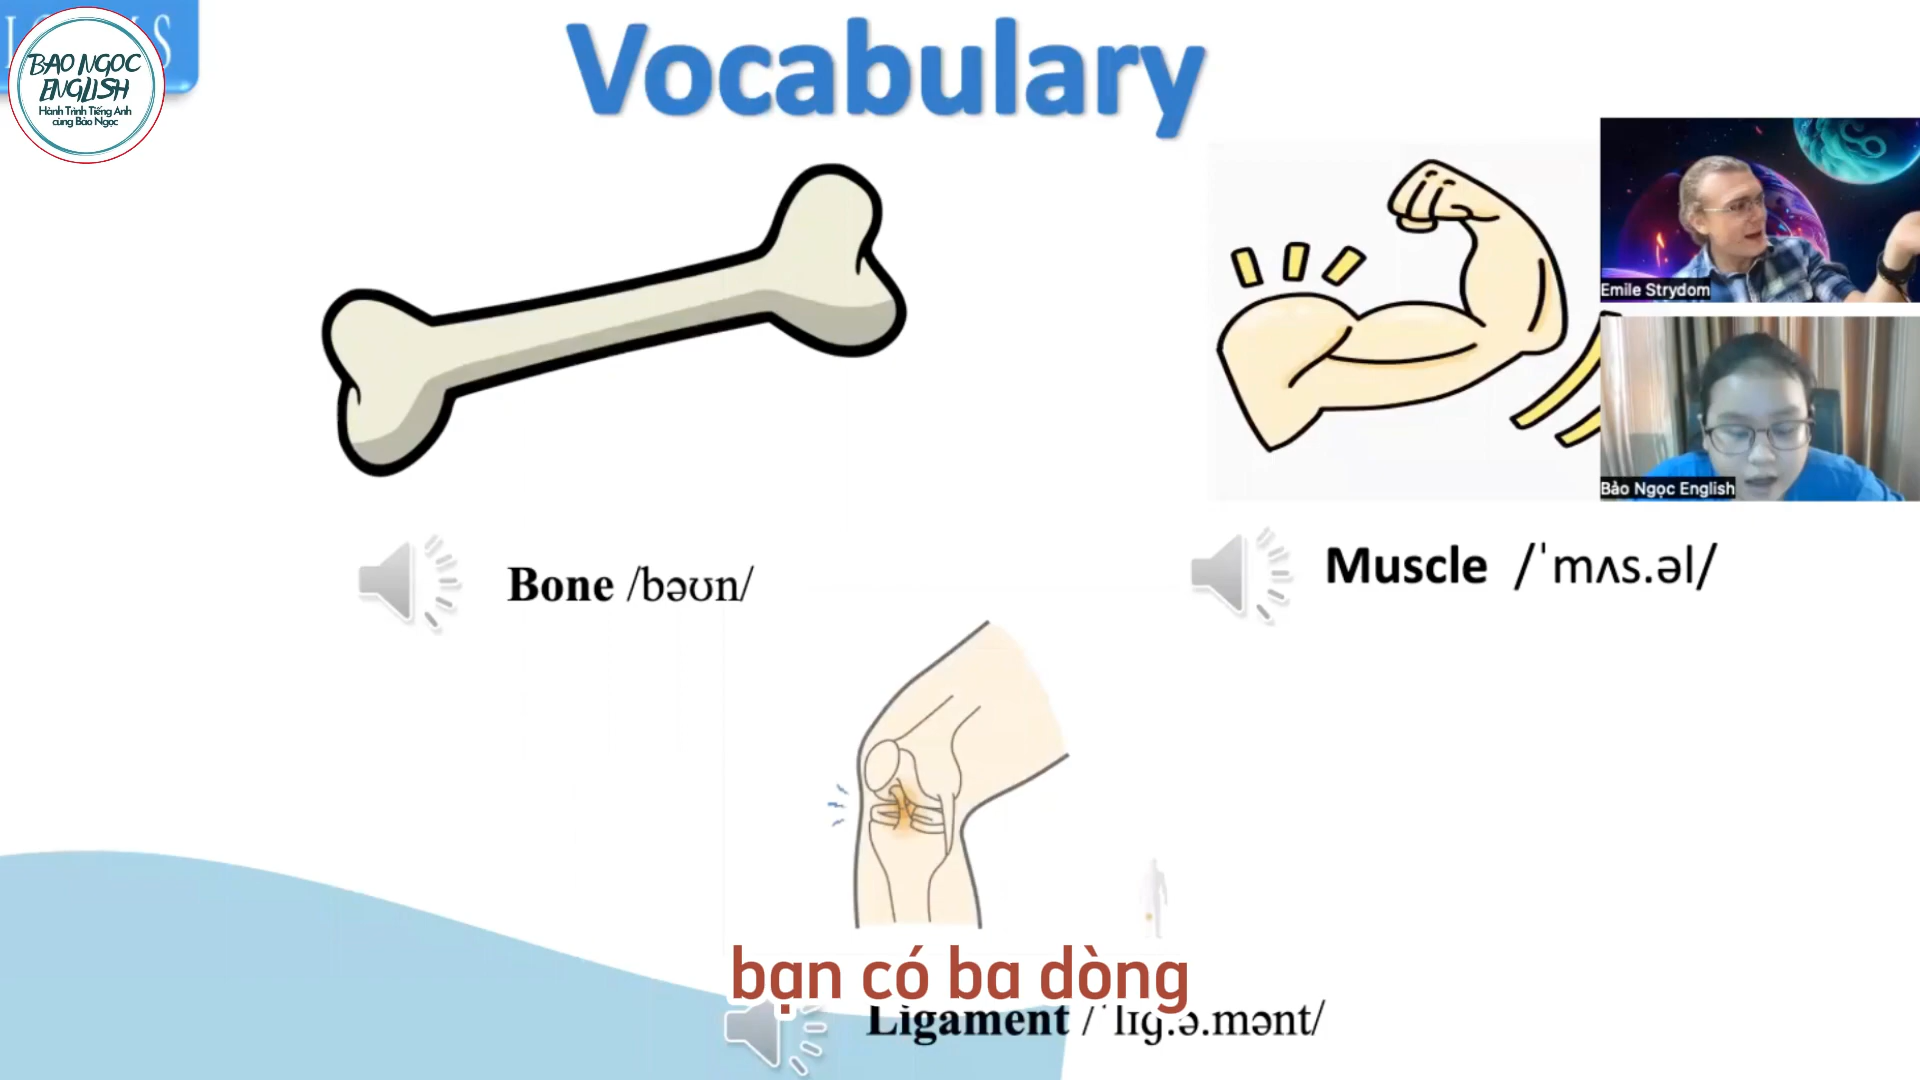 BAO NGOC
ENGLISH
Hành Trình Tiếng Anh
cùng Bảo Ngọc
Vocabulary
Emile Strydom
Bảo Ngọc English
Bone /bəʊn/
Muscle /ˈmʌs.əl/
bạn có ba dòng
Ligament /ˈlɪɡ.ə.mənt/